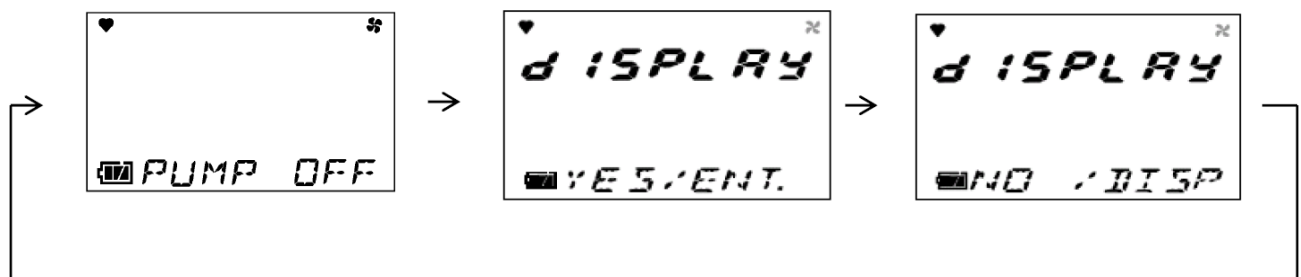 PUMP OFF
dISPLAY
YES/ENT.
dISPLAY
NO /DISP